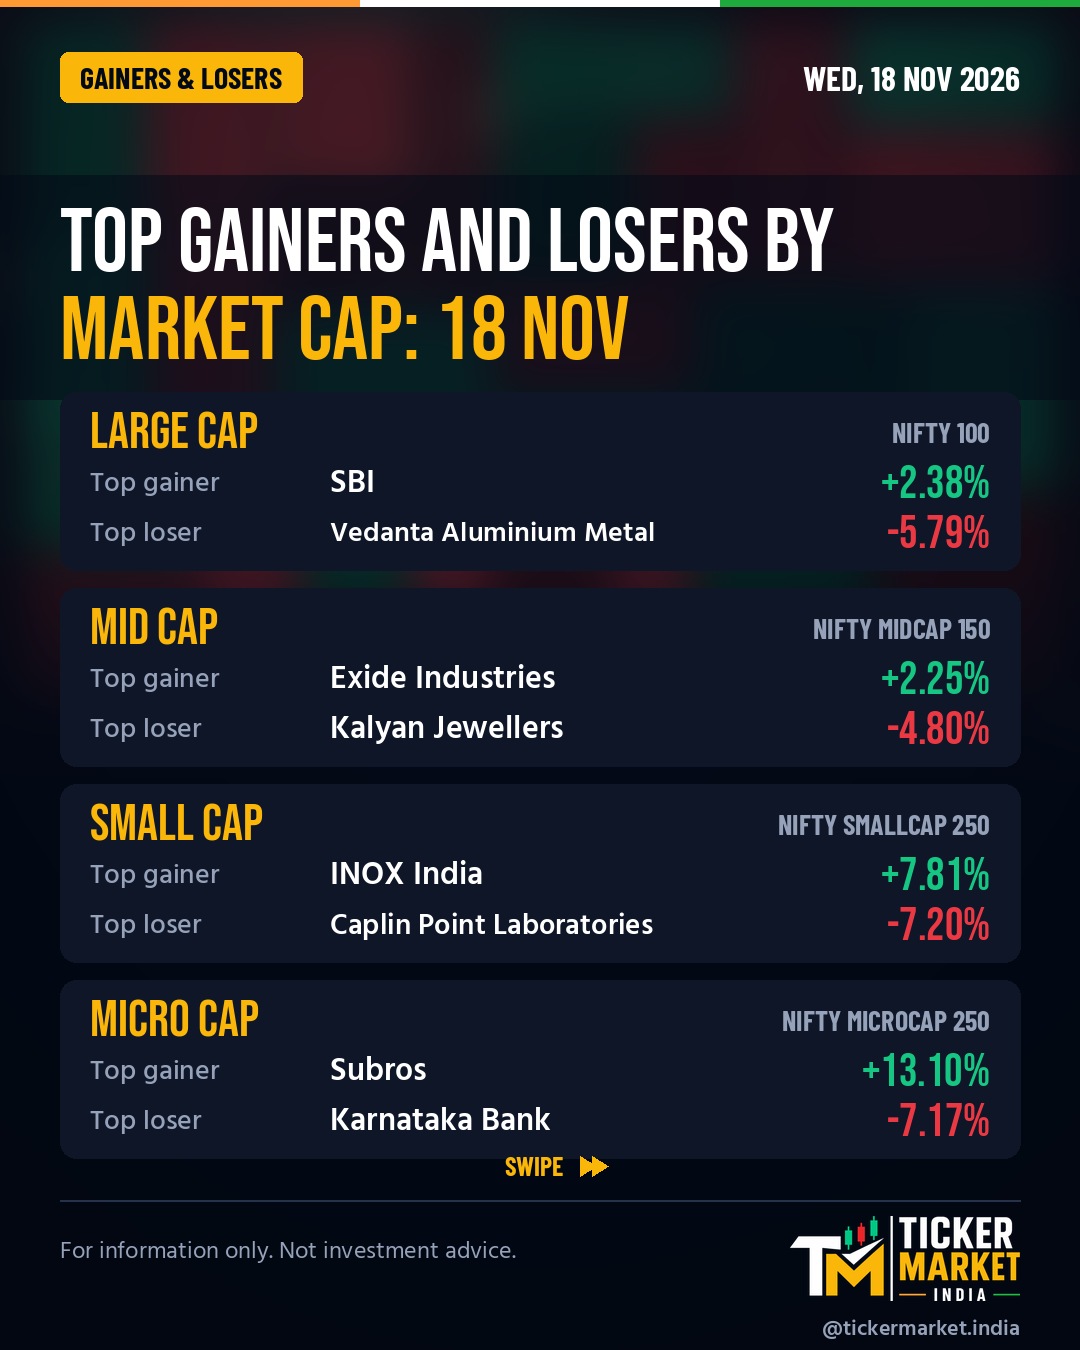 GAINERS & LOSERS
WED, 18 NOV 2026
TOP GAINERS AND LOSERS BY
MARKET CAP: 18 NOV
LARGE CAP
NIFTY 100
Top gainer SBI +2.38%
Top loser Vedanta Aluminium Metal -5.79%
MID CAP
NIFTY MIDCAP 150
Top gainer Exide Industries +2.25%
Top loser Kalyan Jewellers -4.80%
SMALL CAP
NIFTY SMALLCAP 250
Top gainer INOX India +7.81%
Top loser Caplin Point Laboratories -7.20%
MICRO CAP
NIFTY MICROCAP 250
Top gainer Subros +13.10%
Top loser Karnataka Bank -7.17%
SWIPE
For information only. Not investment advice.
TM
TICKER
MARKET
INDIA
@tickermarket.india